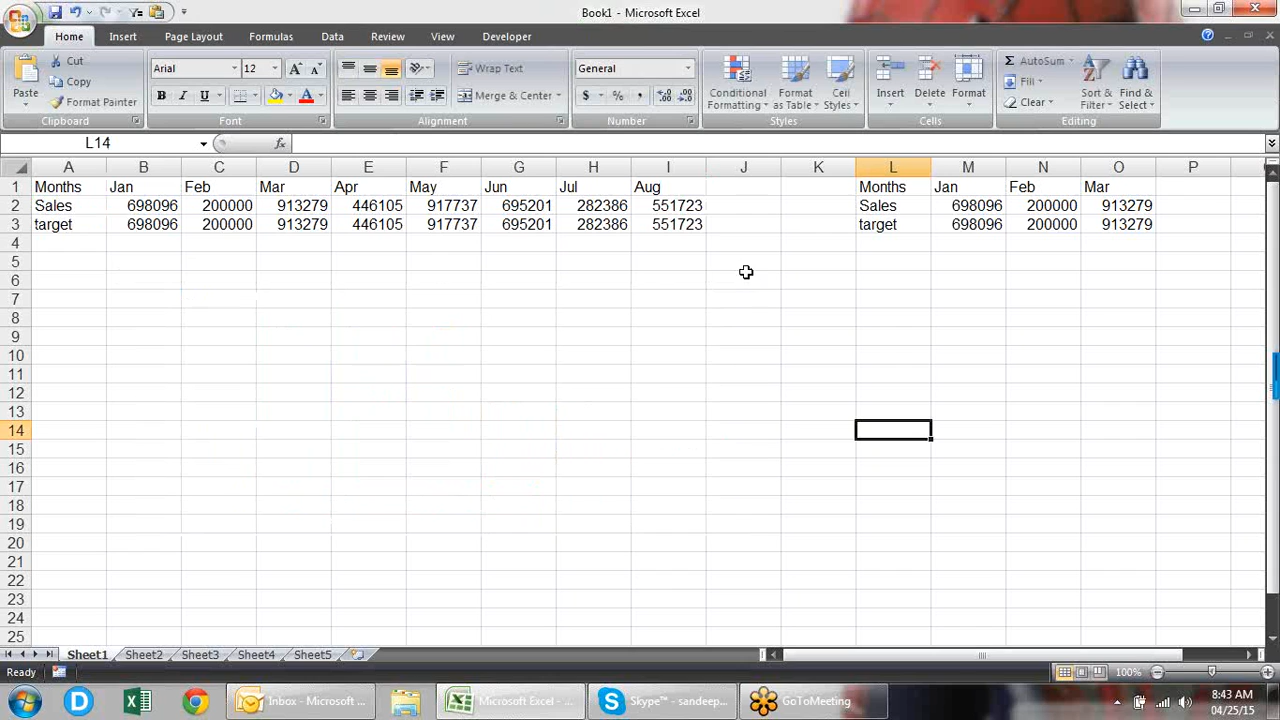 Book1 - Microsoft Excel
Home Insert Page Layout Formulas Data Review View Developer
Paste Cut Copy Format Painter Clipboard
Arial 12 Font
Wrap Text Merge & Center Alignment
General $ % , Number
Conditional Formatting Format as Table Cell Styles Styles
Insert Delete Format Cells
Σ AutoSum Fill Clear Sort & Filter Find & Select Editing
L14 fx
A B C D E F G H I J K L M N O P
1 Months Jan Feb Mar Apr May Jun Jul Aug Months Jan Feb Mar
2 Sales 698096 200000 913279 446105 917737 695201 282386 551723 Sales 698096 200000 913279
3 target 698096 200000 913279 446105 917737 695201 282386 551723 target 698096 200000 913279
4
5
6
7
8
9
10
11
12
13
14
15
16
17
18
19
20
21
22
23
24
25
Sheet1 Sheet2 Sheet3 Sheet4 Sheet5
Ready 100%
Inbox - Microsoft ... Microsoft Excel - ... Skype™ - sandeep... GoToMeeting 8:43 AM
04/25/15